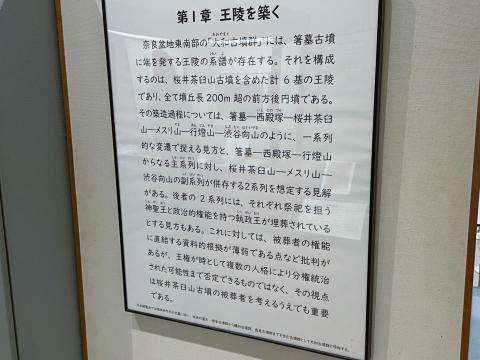 第1章 王陵を築く
奈良盆地東南部の「大和古墳群」には、箸墓古墳
に端を発する王陵の系譜が存在する。それを構成
するのは、桜井茶臼山古墳を含めた計6基の王陵
であり、全て墳丘長200m超の前方後円墳である。
その築造過程については、箸墓―西殿塚―桜井茶臼
山―メスリ山―行燈山―渋谷向山のように、一系列
的な変遷で捉える見方と、箸墓―西殿塚―行燈山
からなる主系列に対し、桜井茶臼山―メスリ山―
渋谷向山の副系列が併存する2系列を想定する見解
がある。後者の2系列には、それぞれ祭祀を担う
神聖王と政治的権能を持つ執政王が埋葬されている
とする見方もある。これに対しては、被葬者の権能
に直結する資料的根拠が薄弱である点など批判が
あるが、王権が時として複数の人格により分権統治
された可能性まで否定できるものではなく、その視点
は桜井茶臼山古墳の被葬者を考えるうえでも重要
である。